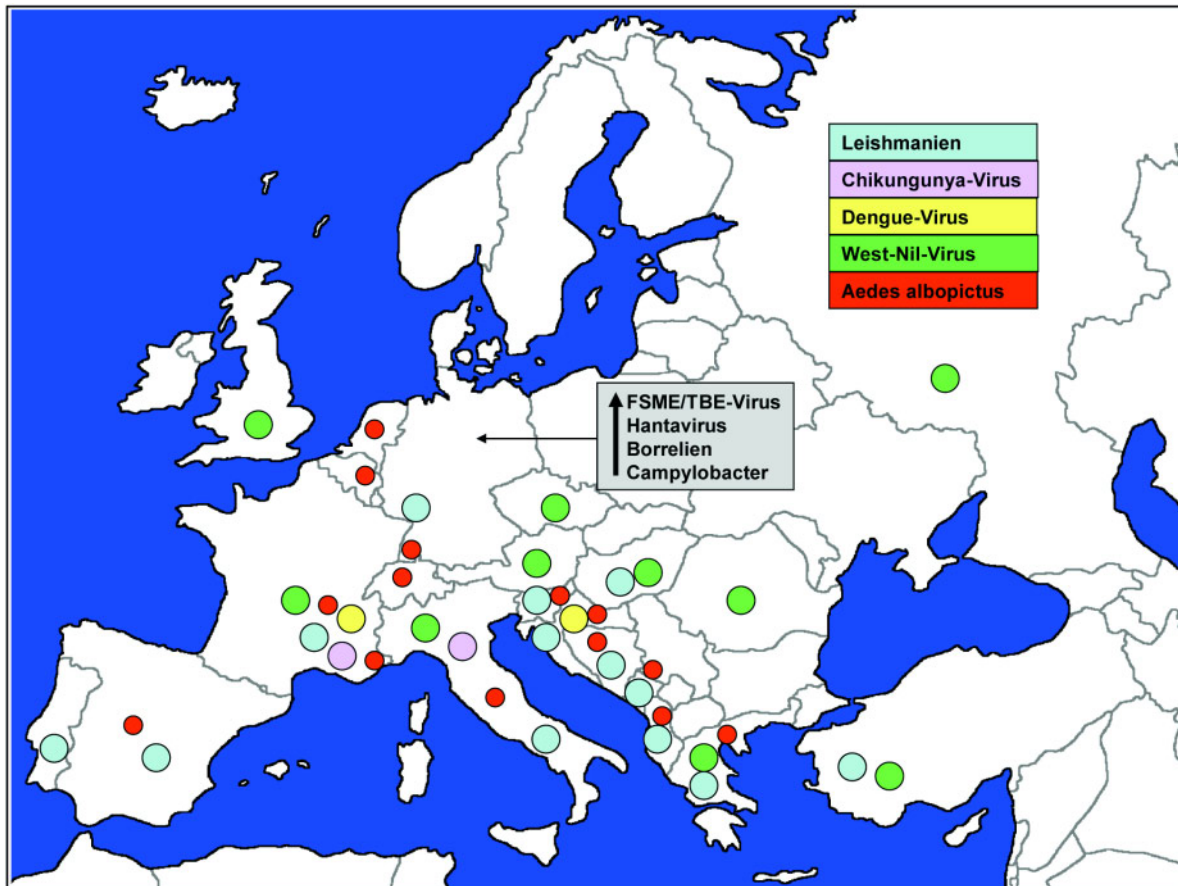 Leishmanien
Chikungunya-Virus
Dengue-Virus
West-Nil-Virus
Aedes albopictus
FSME/TBE-Virus
Hantavirus
Borrelien
Campylobacter